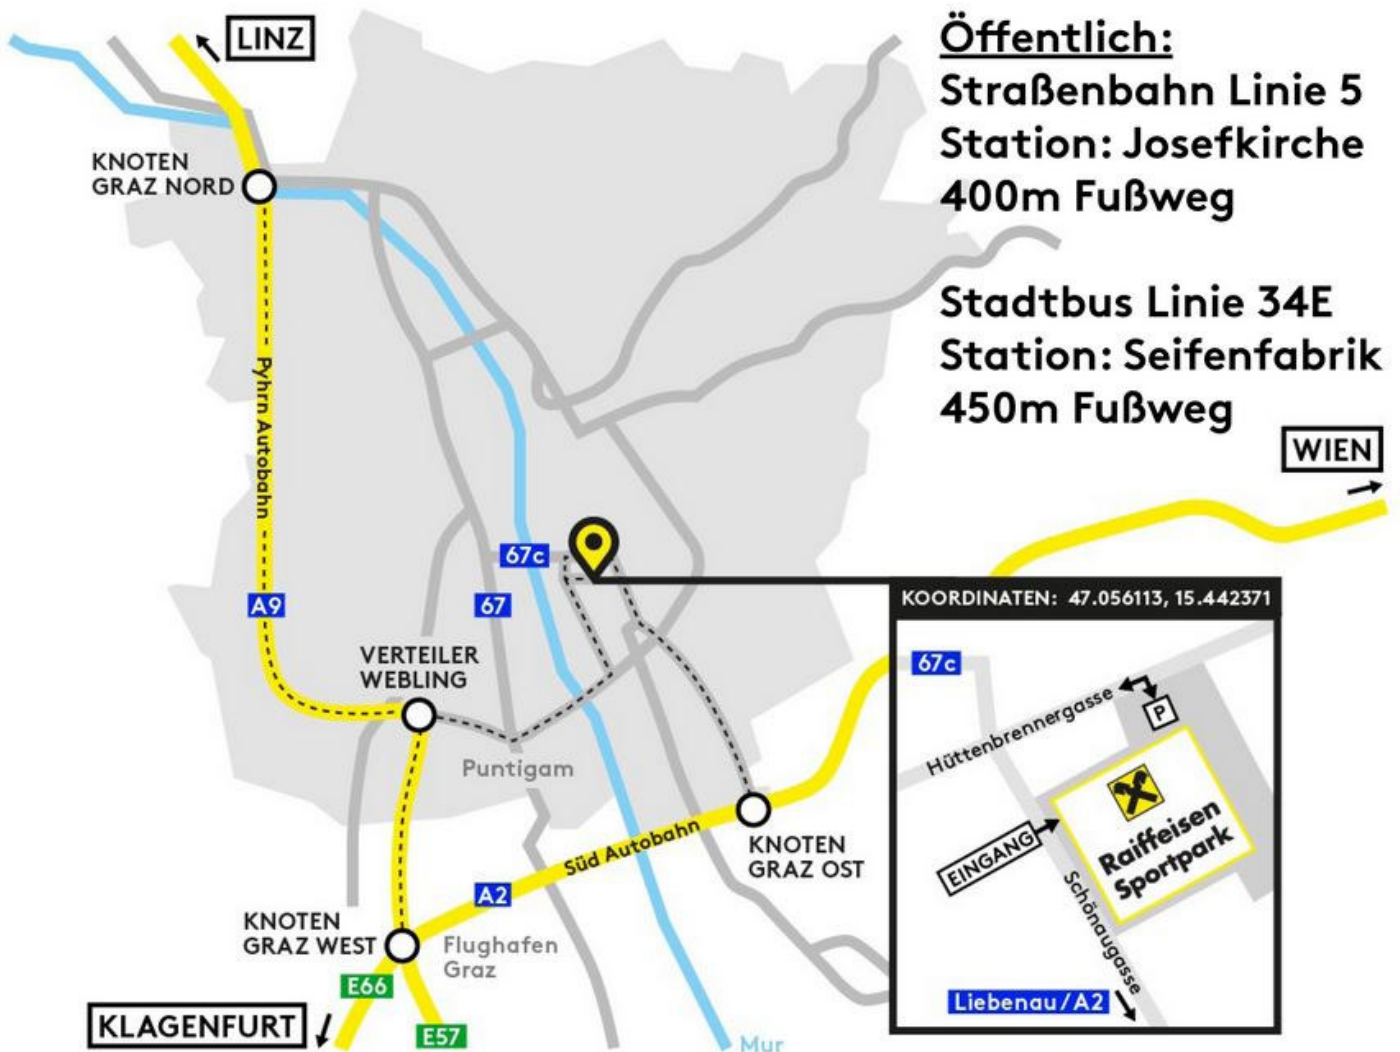 Öffentlich:
Straßenbahn Linie 5
Station: Josefkirche
400m Fußweg
Stadtbus Linie 34E
Station: Seifenfabrik
450m Fußweg
LINZ
KNOTEN
GRAZ NORD
Pyhrn Autobahn
WIEN
67c
A9
67
VERTEILER
WEBLING
Puntigam
KNOTEN
GRAZ OST
Süd Autobahn
A2
KNOTEN
GRAZ WEST
Flughafen
Graz
E66
KLAGENFURT
E57
Mur
KOORDINATEN: 47.056113, 15.442371
67c
Hüttenbrennergasse
P
Raiffeisen
Sportpark
EINGANG
Schönaugasse
Liebenau/A2